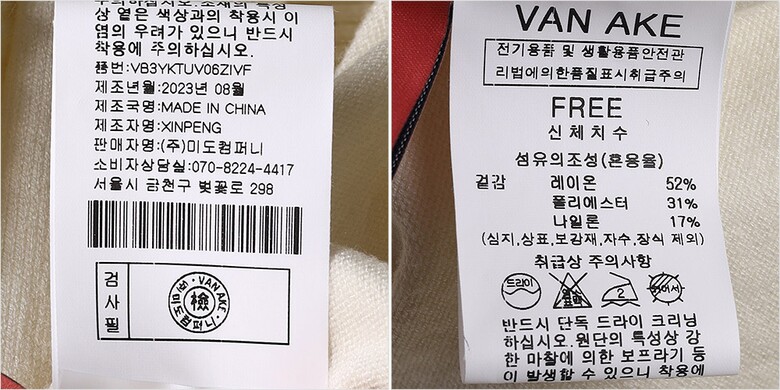 상 옅은 색상과의 착용시 이
염의 우려가 있으니 반드시
착용에 주의하십시오.
품번:VB3YKTUV06ZIVF
제조년월:2023년 08월
제조국명:MADE IN CHINA
제조자명:XINPENG
판매자명:(주)미도컴퍼니
소비자상담실:070-8224-4417
서울시 금천구 벚꽃로 298
검사필
VAN AKE
檢
㈜미도컴퍼니
VAN AKE
전기용품 및 생활용품안전관
리법에의한품질표시취급주의
FREE
신체치수
섬유의조성(혼용율)
겉감 레이온 52%
폴리에스터 31%
나일론 17%
(심지,상표,보강재,자수,장식 제외)
취급상 주의사항
드라이
염소
2
반드시 단독 드라이 크리닝
하십시오.원단의 특성상 강
한 마찰에 의한 보프라기 등
이 발생할 수 있으니 착용에